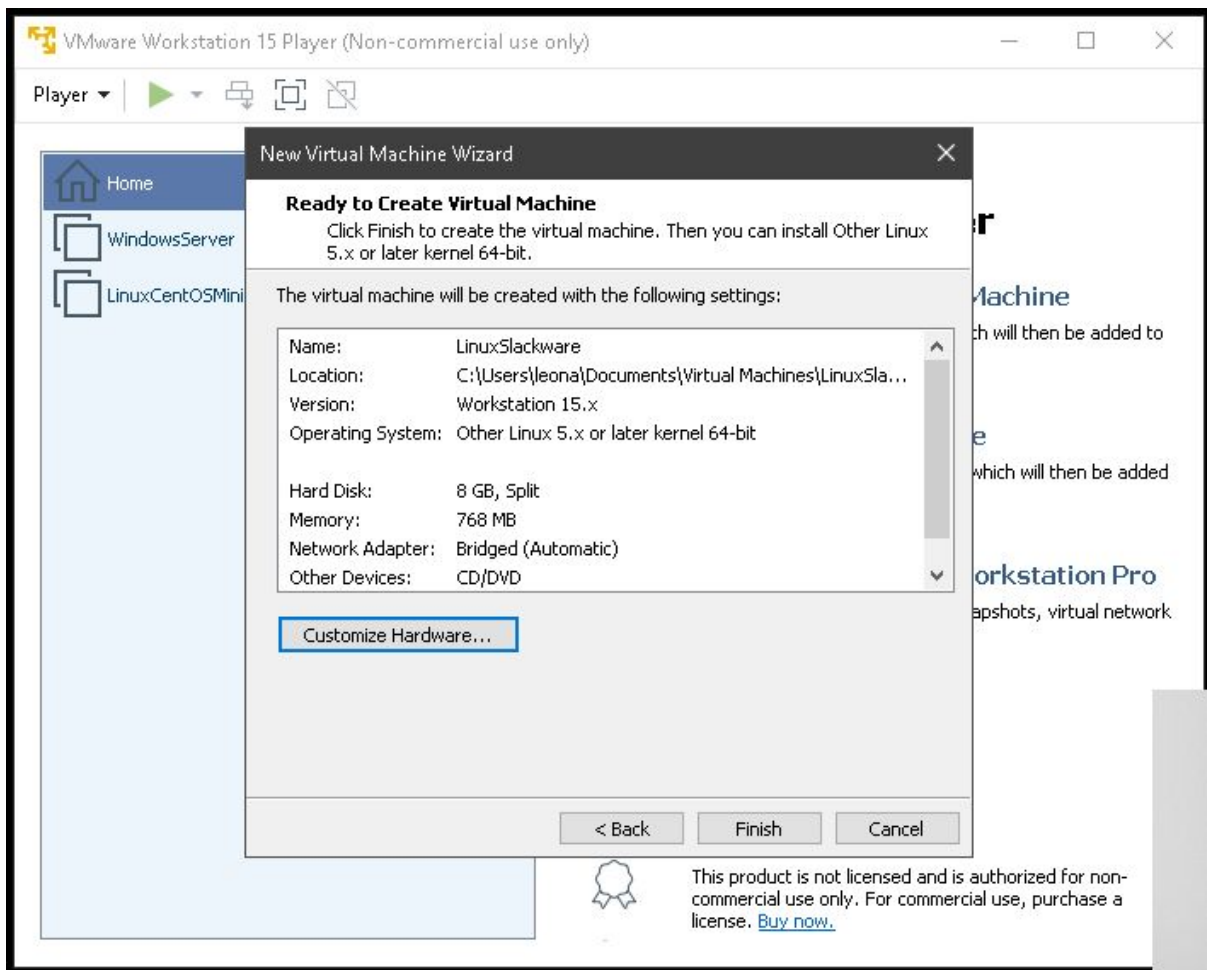 VMware Workstation 15 Player (Non-commercial use only)
Player
Home
WindowsServer
LinuxCentOSMini
New Virtual Machine Wizard
Ready to Create Virtual Machine
Click Finish to create the virtual machine. Then you can install Other Linux
5.x or later kernel 64-bit.
The virtual machine will be created with the following settings:
Name: LinuxSlackware
Location: C:\Users\leona\Documents\Virtual Machines\LinuxSla...
Version: Workstation 15.x
Operating System: Other Linux 5.x or later kernel 64-bit
Hard Disk: 8 GB, Split
Memory: 768 MB
Network Adapter: Bridged (Automatic)
Other Devices: CD/DVD
Customize Hardware...
< Back Finish Cancel
r
Machine
ch will then be added to
e
which will then be added
orkstation Pro
apshots, virtual network
This product is not licensed and is authorized for non-
commercial use only. For commercial use, purchase a
license. Buy now.